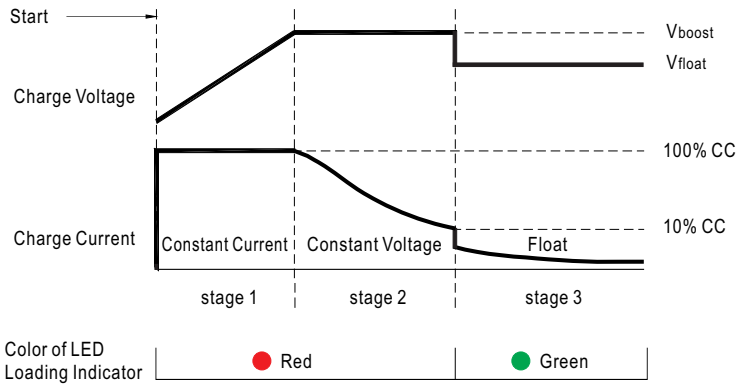 Start
Vboost
Vfloat
Charge Voltage
100% CC
10% CC
Charge Current
Constant Current
Constant Voltage
Float
stage 1
stage 2
stage 3
Color of LED
Loading Indicator
Red
Green